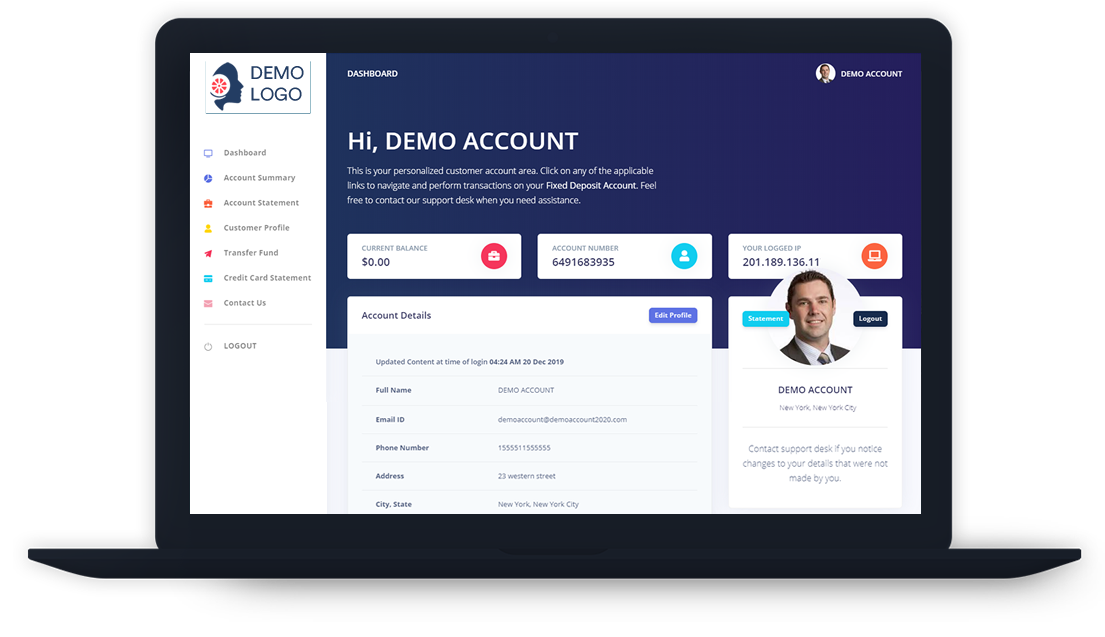 DEMO
LOGO
Dashboard
Account Summary
Account Statement
Customer Profile
Transfer Fund
Credit Card Statement
Contact Us
LOGOUT
DASHBOARD
DEMO ACCOUNT
Hi, DEMO ACCOUNT
This is your personalized customer account area. Click on any of the applicable
links to navigate and perform transactions on your Fixed Deposit Account. Feel
free to contact our support desk when you need assistance.
CURRENT BALANCE
$0.00
ACCOUNT NUMBER
6491683935
YOUR LOGGED IP
201.189.136.11
Account Details
Edit Profile
Updated Content at time of login 04:24 AM 20 Dec 2019
Full Name DEMO ACCOUNT
Email ID demoaccount@demoaccount2020.com
Phone Number 1555511555555
Address 23 western street
City, State New York, New York City
Statement
Logout
DEMO ACCOUNT
New York, New York City
Contact support desk if you notice
changes to your details that were not
made by you.